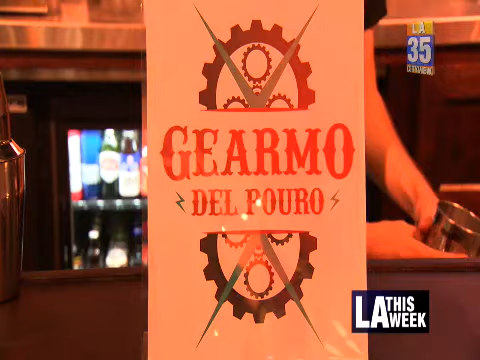 LA
35
GEARMO
DEL POURO
LA THIS
WEEK